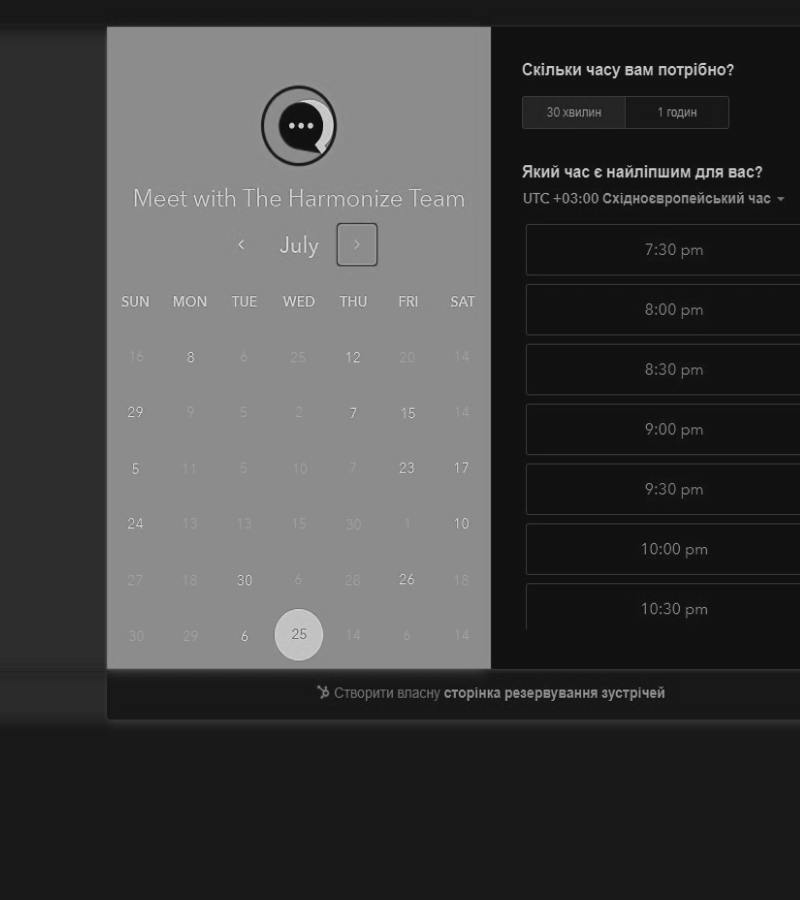 Meet with The Harmonize Team
July
SUN MON TUE WED THU FRI SAT
16 8 6 25 12 20 14
29 9 5 2 7 15 14
5 11 5 10 7 23 17
24 13 13 15 30 1 10
27 18 30 6 28 26 18
30 29 6 25 14 6 14
Скільки часу вам потрібно?
30 хвилин 1 годин
Який час є найліпшим для вас?
UTC +03:00 Східноєвропейський час
7:30 pm
8:00 pm
8:30 pm
9:00 pm
9:30 pm
10:00 pm
10:30 pm
Створити власну сторінка резервування зустрічей